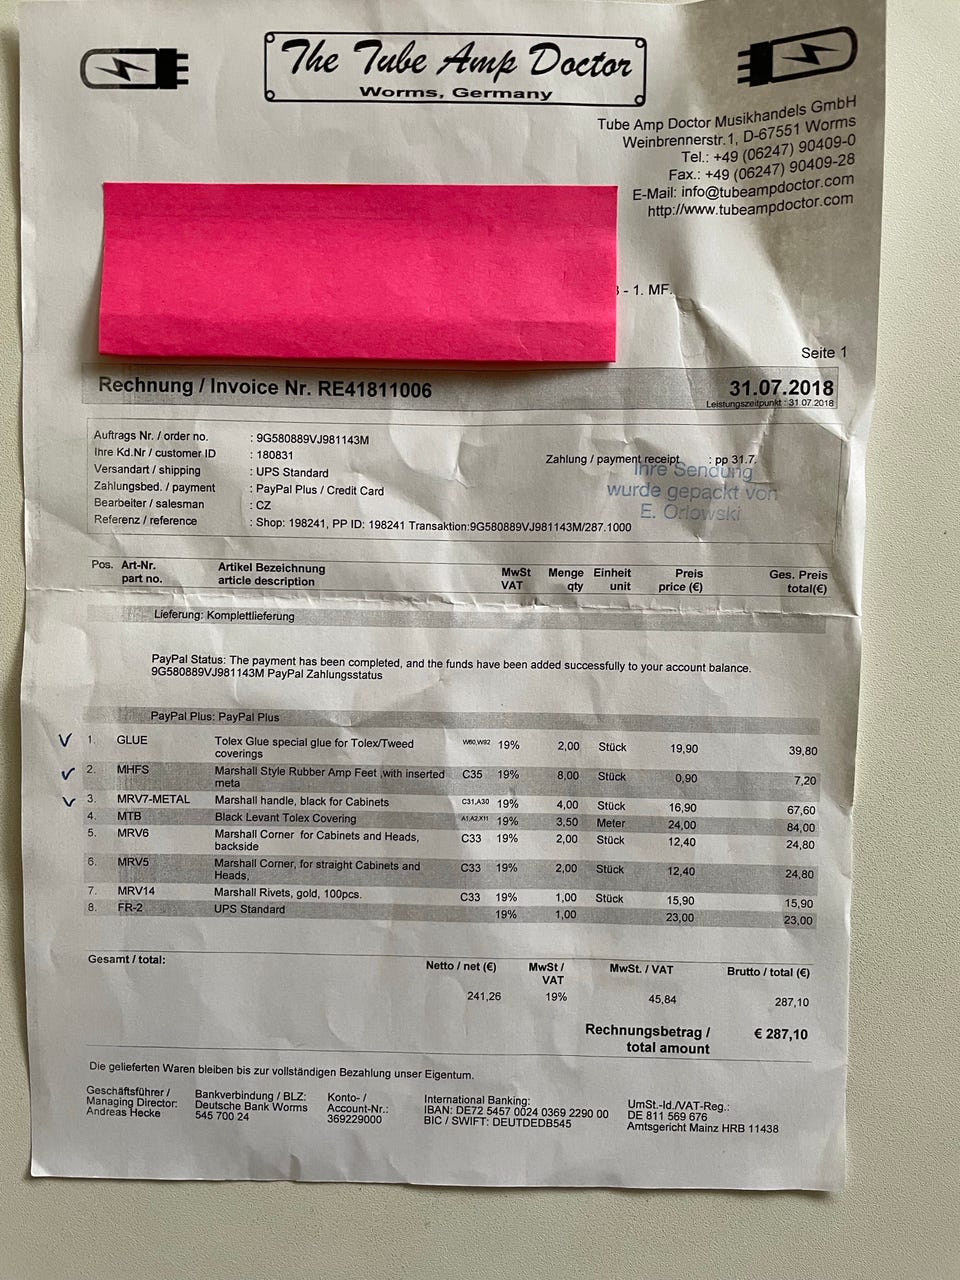 The Tube Amp Doctor
Worms, Germany
Tube Amp Doctor Musikhandels GmbH
Weinbrennerstr.1, D-67551 Worms
Tel.: +49 (06247) 90409-0
Fax.: +49 (06247) 90409-28
E-Mail: info@tubeampdoctor.com
http://www.tubeampdoctor.com
- 1. MF.
Seite 1
Rechnung / Invoice Nr. RE41811006 31.07.2018
Leistungszeitpunkt : 31.07.2018
Auftrags Nr. / order no. : 9G580889VJ981143M
Ihre Kd.Nr / customer ID : 180831 Zahlung / payment receipt : pp 31.7.
Versandart / shipping : UPS Standard
Zahlungsbed. / payment : PayPal Plus / Credit Card
Bearbeiter / salesman : CZ
Referenz / reference : Shop: 198241, PP ID: 198241 Transaktion:9G580889VJ981143M/287.1000
Ihre Sendung
wurde gepackt von
E. Orlowski
Pos. Art-Nr. Artikel Bezeichnung MwSt Menge Einheit Preis Ges. Preis
part no. article description VAT qty unit price (€) total(€)
Lieferung: Komplettlieferung
PayPal Status: The payment has been completed, and the funds have been added successfully to your account balance.
9G580889VJ981143M PayPal Zahlungsstatus
PayPal Plus: PayPal Plus
1. GLUE Tolex Glue special glue for Tolex/Tweed W60,W92 19% 2,00 Stück 19,90 39,80
coverings
2. MHFS Marshall Style Rubber Amp Feet ,with inserted C35 19% 8,00 Stück 0,90 7,20
meta
3. MRV7-METAL Marshall handle, black for Cabinets C31,A30 19% 4,00 Stück 16,90 67,60
4. MTB Black Levant Tolex Covering A1,A2,X11 19% 3,50 Meter 24,00 84,00
5. MRV6 Marshall Corner for Cabinets and Heads, C33 19% 2,00 Stück 12,40 24,80
backside
6. MRV5 Marshall Corner, for straight Cabinets and C33 19% 2,00 Stück 12,40 24,80
Heads,
7. MRV14 Marshall Rivets, gold, 100pcs. C33 19% 1,00 Stück 15,90 15,90
8. FR-2 UPS Standard 19% 1,00 23,00 23,00
Gesamt / total: Netto / net (€) MwSt / MwSt. / VAT Brutto / total (€)
VAT
241,26 19% 45,84 287,10
Rechnungsbetrag / € 287,10
total amount
Die gelieferten Waren bleiben bis zur vollständigen Bezahlung unser Eigentum.
Geschäftsführer /
Managing Director:
Andreas Hecke
Bankverbindung / BLZ:
Deutsche Bank Worms
545 700 24
Konto- /
Account-Nr.:
369229000
International Banking:
IBAN: DE72 5457 0024 0369 2290 00
BIC / SWIFT: DEUTDEDB545
UmSt.-Id./VAT-Reg.:
DE 811 569 676
Amtsgericht Mainz HRB 11438